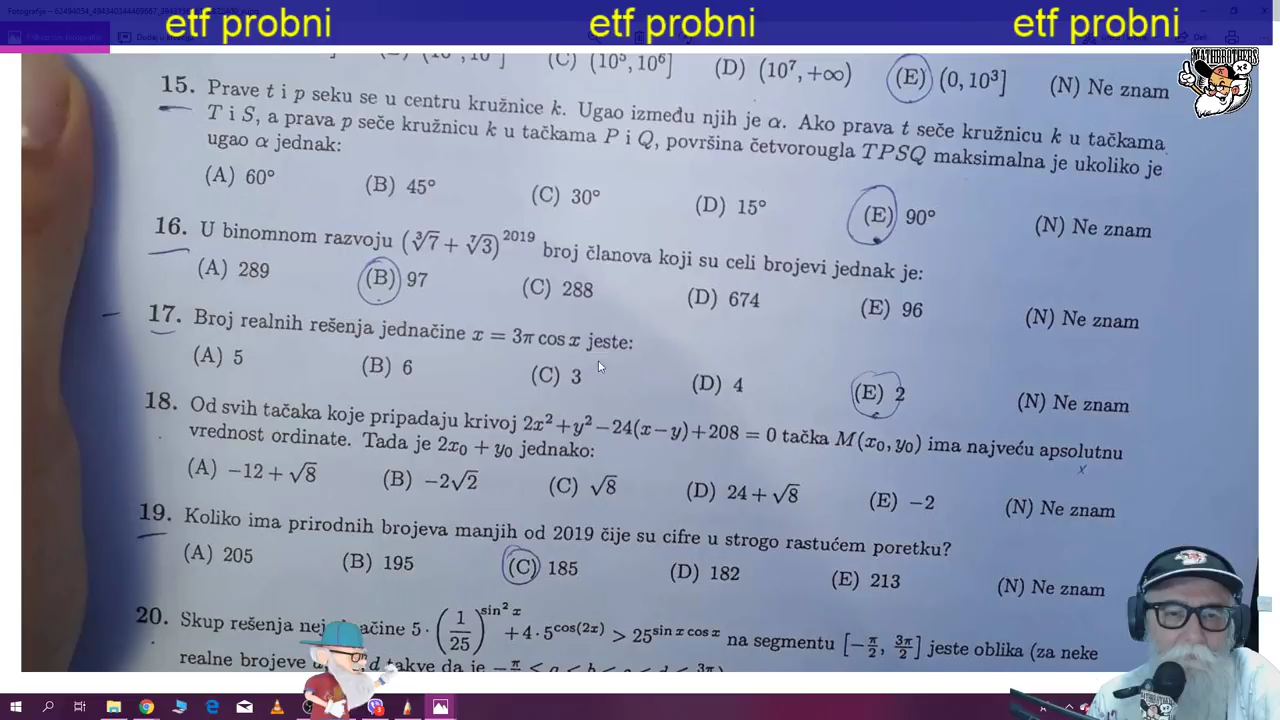 etf probni etf probni etf probni
(C) (10⁵, 10⁶] (D) (10⁷, +∞) (E) (0, 10³] (N) Ne znam
15. Prave t i p seku se u centru kružnice k. Ugao između njih je α. Ako prava t seče kružnicu k u tačkama
T i S, a prava p seče kružnicu k u tačkama P i Q, površina četvorougla TPSQ maksimalna je ukoliko je
ugao α jednak:
(A) 60° (B) 45° (C) 30° (D) 15° (E) 90° (N) Ne znam
16. U binomnom razvoju (∛7 + ⁷√3)²⁰¹⁹ broj članova koji su celi brojevi jednak je:
(A) 289 (B) 97 (C) 288 (D) 674 (E) 96 (N) Ne znam
17. Broj realnih rešenja jednačine x = 3π cos x jeste:
(A) 5 (B) 6 (C) 3 (D) 4 (E) 2 (N) Ne znam
18. Od svih tačaka koje pripadaju krivoj 2x² + y² − 24(x − y) + 208 = 0 tačka M(x₀, y₀) ima najveću apsolutnu
vrednost ordinate. Tada je 2x₀ + y₀ jednako:
(A) −12 + √8 (B) −2√2 (C) √8 (D) 24 + √8 (E) −2 (N) Ne znam
19. Koliko ima prirodnih brojeva manjih od 2019 čije su cifre u strogo rastućem poretku?
(A) 205 (B) 195 (C) 185 (D) 182 (E) 213 (N) Ne znam
20. Skup rešenja nejednačine 5 · (1/25)^(sin² x) + 4 · 5^(cos(2x)) > 25^(sin x cos x) na segmentu [−π/2, 3π/2] jeste oblika (za neke
realne brojeve takve da je
MATHBROTHERS
x2